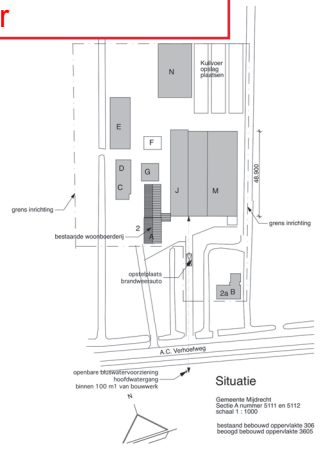 r
N
Kuilvoer
opslag
plaatsen
E
F
D
C
G
J
M
48.900
grens inrichting
grens inrichting
2
bestaande woonboerderij
A
opstelplaats
brandweerauto
2a B
A.C. Verhoefweg
openbare bluswatervoorziening
hoofdwatergang
binnen 100 m1 van bouwwerk
N
Situatie
Gemeente Mijdrecht
Sectie A nummer 5111 en 5112
schaal 1 : 1000
bestaand bebouwd oppervlakte 306
beoogd bebouwd oppervlakte 3605